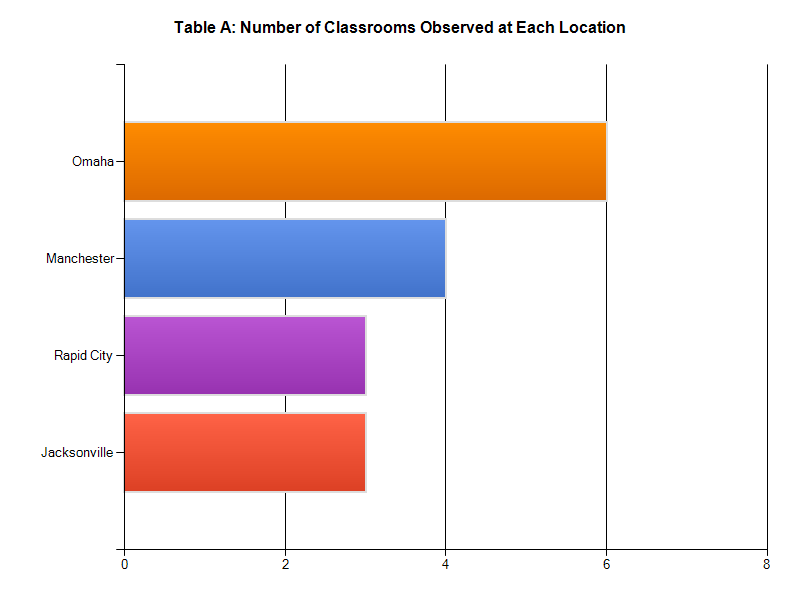 Table A: Number of Classrooms Observed at Each Location
Omaha
Manchester
Rapid City
Jacksonville
0 2 4 6 8